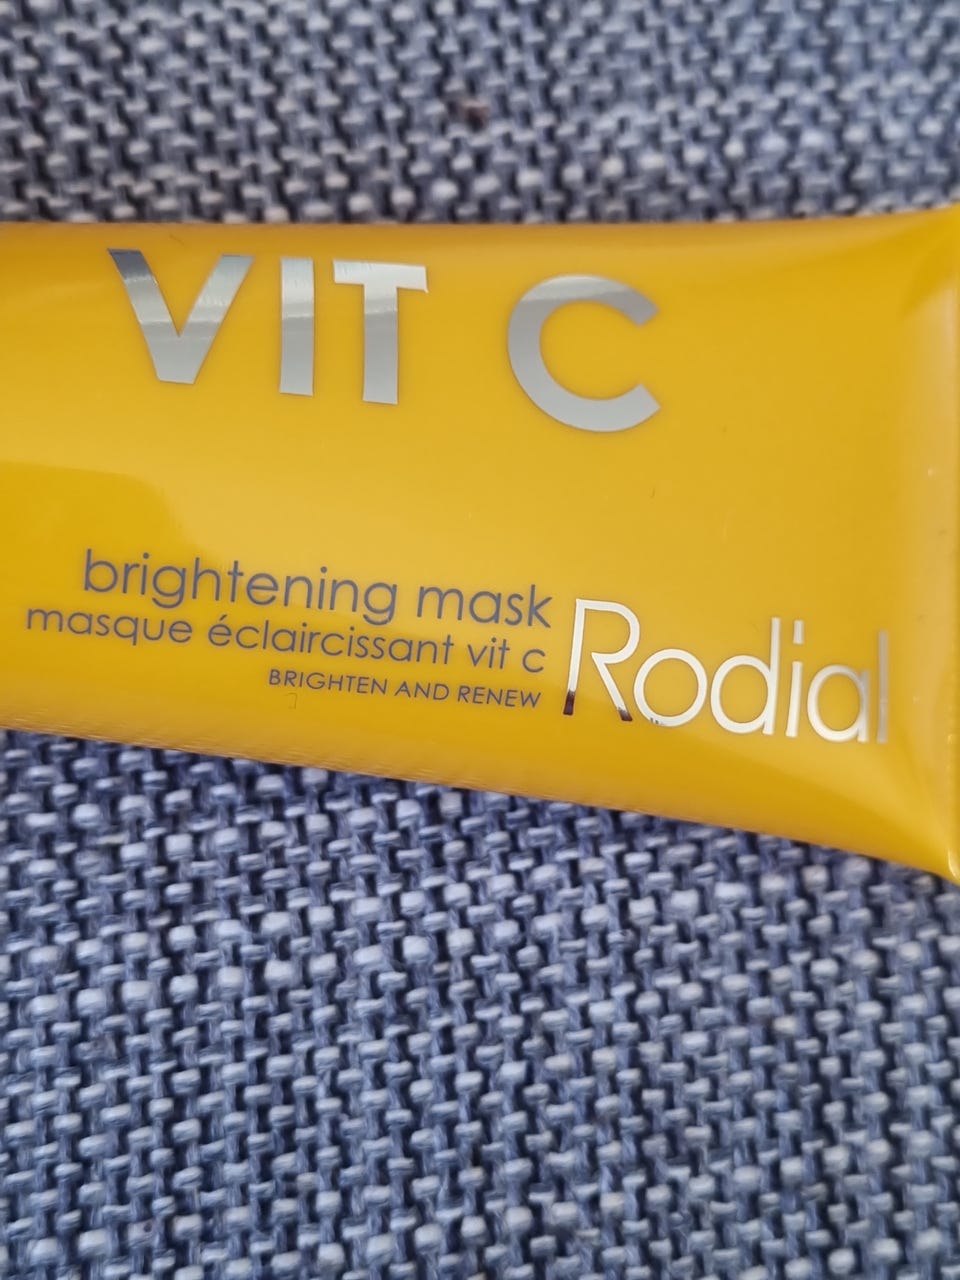 VIT C
brightening mask
masque éclaircissant vit c
BRIGHTEN AND RENEW
Rodial